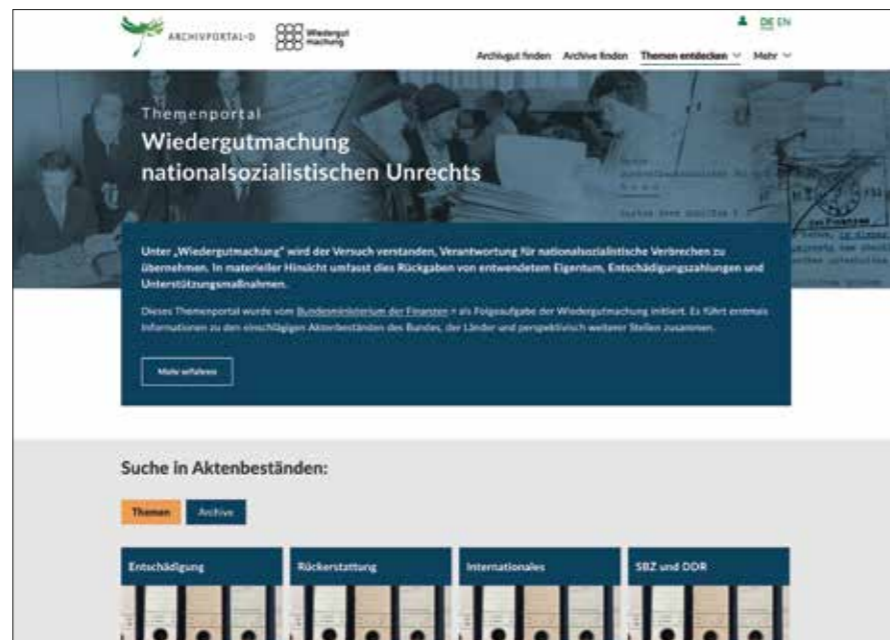 ARCHIVPORTAL-D
Wiedergut
machung
DE EN
Archivgut finden Archive finden Themen entdecken Mehr
Themenportal
Wiedergutmachung
nationalsozialistischen Unrechts
Unter „Wiedergutmachung" wird der Versuch verstanden, Verantwortung für nationalsozialistische Verbrechen zu
übernehmen. In materieller Hinsicht umfasst dies Rückgaben von entwendetem Eigentum, Entschädigungszahlungen und
Unterstützungsmaßnahmen.
Dieses Themenportal wurde vom Bundesministerium der Finanzen als Folgeaufgabe der Wiedergutmachung initiiert. Es führt erstmals
Informationen zu den einschlägigen Aktenbeständen des Bundes, der Länder und perspektivisch weiterer Stellen zusammen.
Mehr erfahren
Suche in Aktenbeständen:
Themen Archive
Entschädigung Rückerstattung Internationales SBZ und DDR